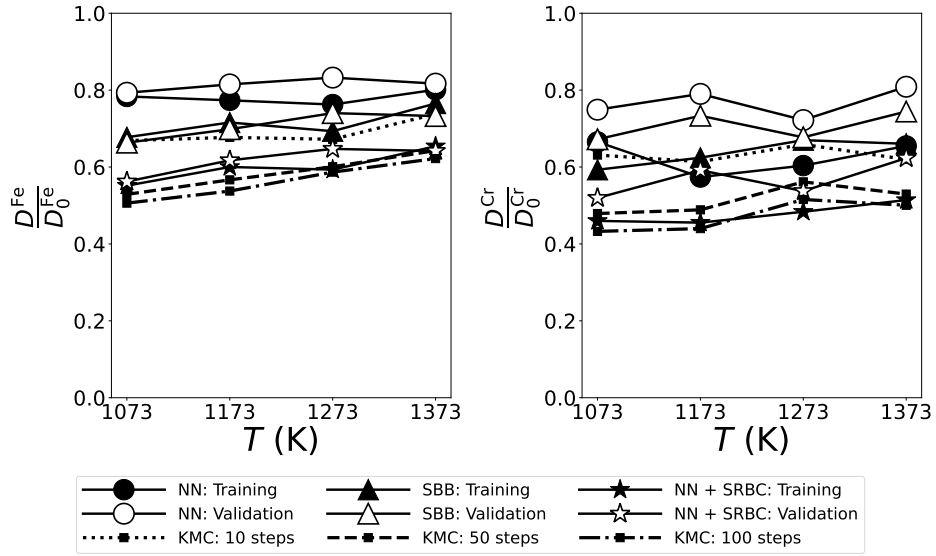 1.0
0.8
0.6
0.4
0.2
0.0
D^Fe
D_0^Fe
1073 1173 1273 1373
T (K)
1.0
0.8
0.6
0.4
0.2
0.0
D^Cr
D_0^Cr
1073 1173 1273 1373
T (K)
NN: Training SBB: Training NN + SRBC: Training
NN: Validation SBB: Validation NN + SRBC: Validation
KMC: 10 steps KMC: 50 steps KMC: 100 steps